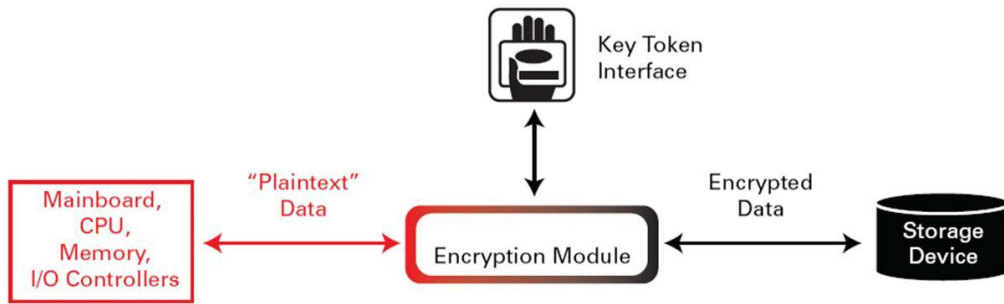 Key Token
Interface
“Plaintext”
Data
Encrypted
Data
Mainboard,
CPU,
Memory,
I/O Controllers
Encryption Module
Storage
Device